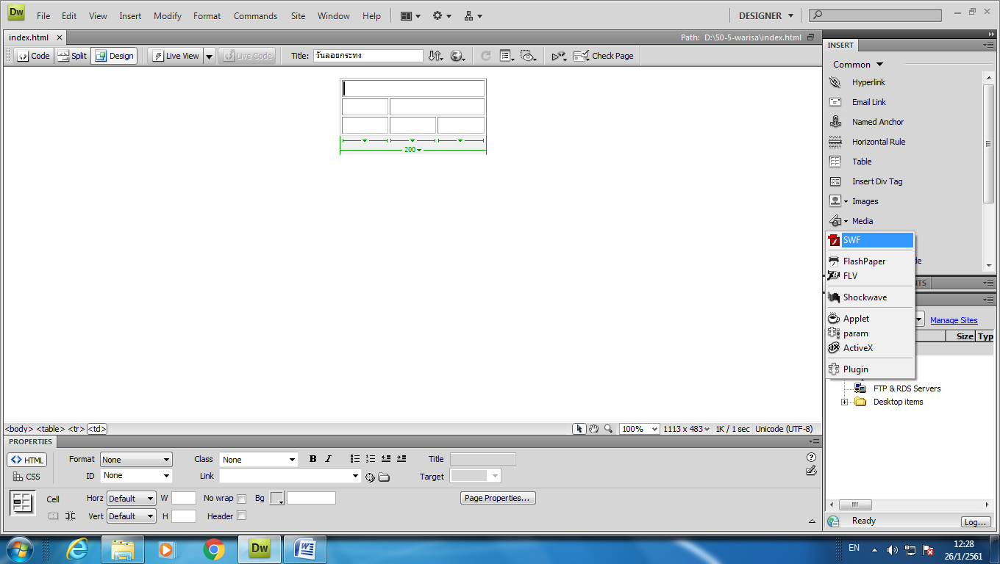 Dw File Edit View Insert Modify Format Commands Site Window Help DESIGNER
index.html Path: D:\50-5-warisa\index.html
Code Split Design Live View Live Code Title: วันลอยกระทง Check Page
200
INSERT
Common
Hyperlink
Email Link
Named Anchor
Horizontal Rule
Table
Insert Div Tag
Images
Media
SWF
FlashPaper
FLV
Shockwave
Applet
param
ActiveX
Plugin
Manage Sites
Size Typ
FTP & RDS Servers
Desktop items
<body> <table> <tr> <td> 100% 1113 x 483 1K / 1 sec Unicode (UTF-8)
PROPERTIES
HTML Format None Class None B I Title
CSS ID None Link Target
Cell Horz Default W No wrap Bg Page Properties...
Vert Default H Header
Ready Log...
Dw EN 12:28
26/1/2561